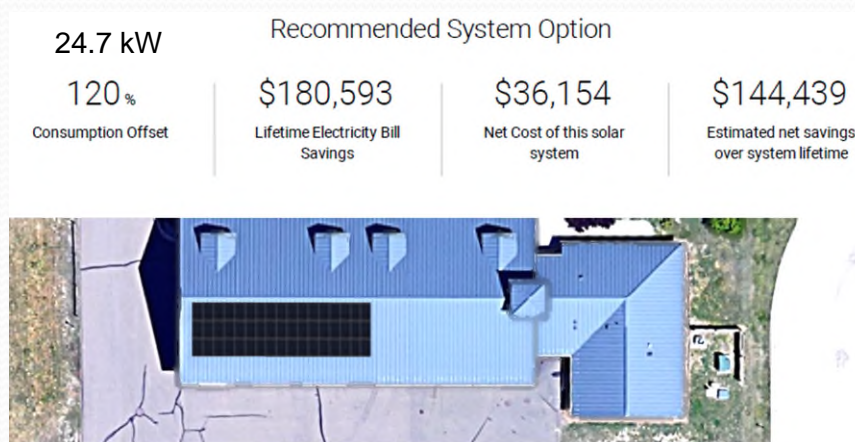 Recommended System Option
24.7 kW
120 %
Consumption Offset
$180,593
Lifetime Electricity Bill
Savings
$36,154
Net Cost of this solar
system
$144,439
Estimated net savings
over system lifetime